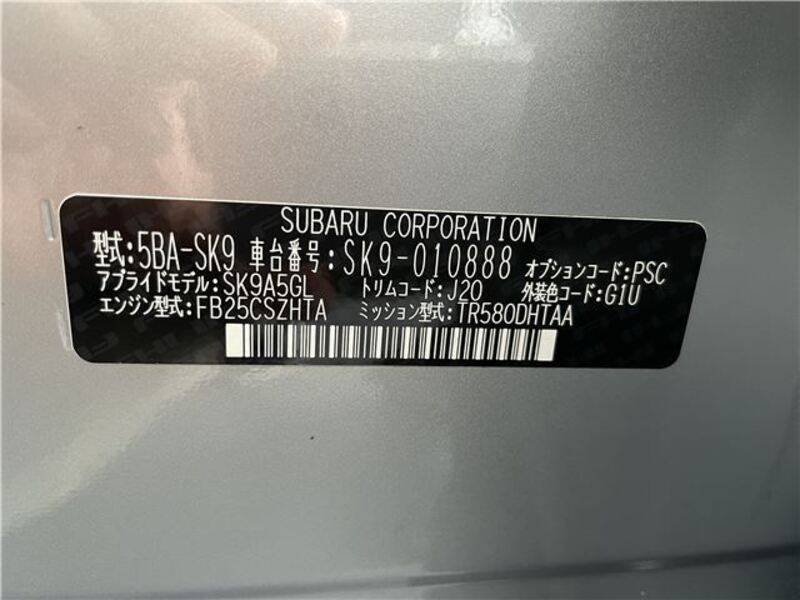 SUBARU CORPORATION
型式:5BA-SK9 車台番号:SK9-010888 オプションコード:PSC
アプライドモデル:SK9A5GL トリムコード:J20 外装色コード:G1U
エンジン型式:FB25CSZHTA ミッション型式:TR580DHTAA